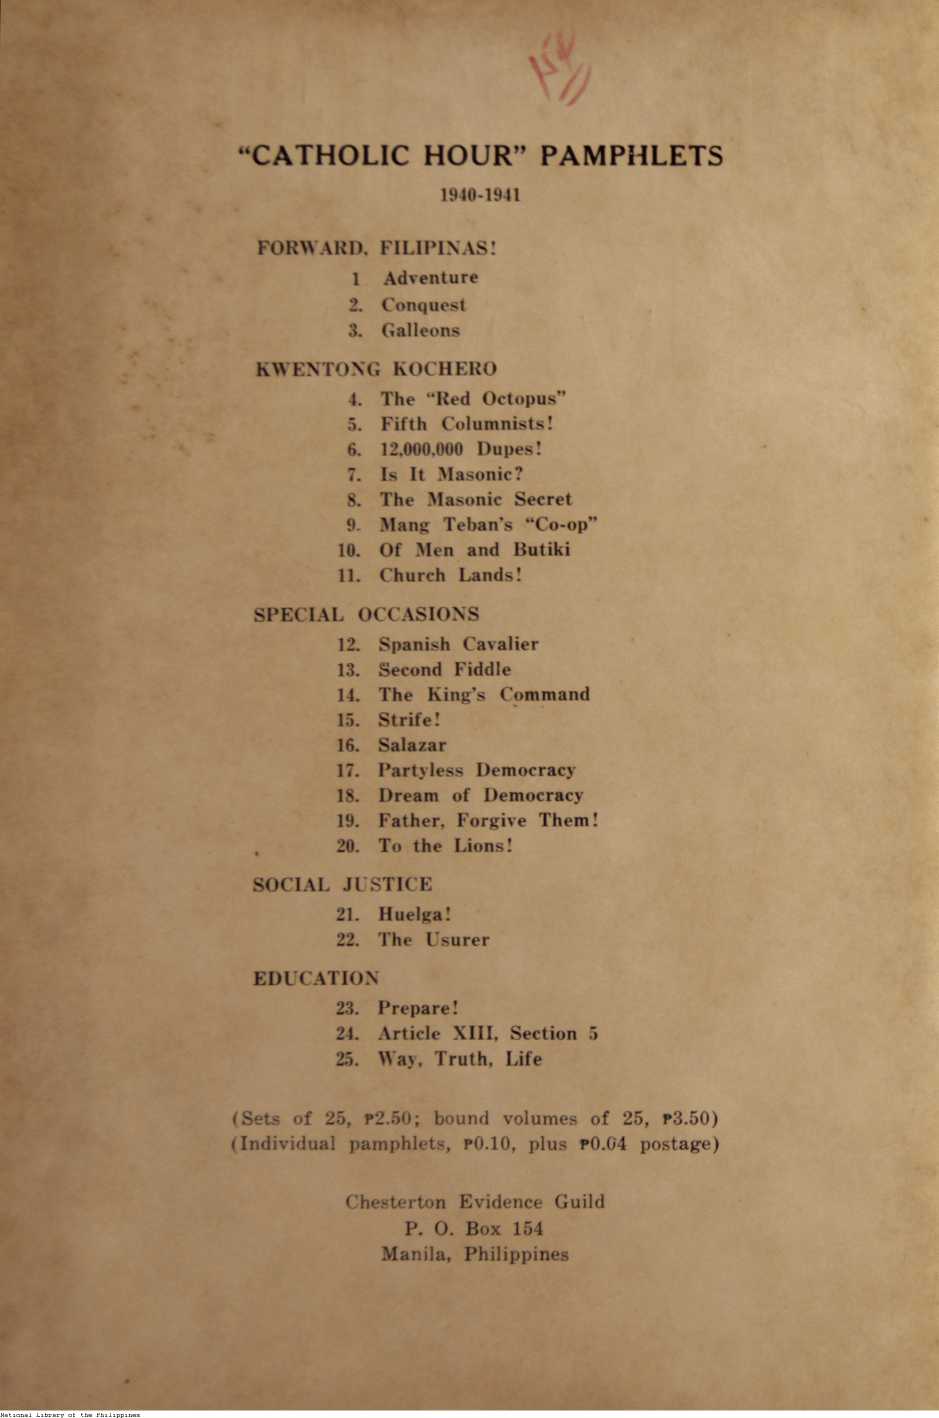 “CATHOLIC HOUR” PAMPHLETS
1940-1941
FORWARD, FILIPINAS!
1 Adventure
2. Conquest
3. Galleons
KWENTONG KOCHERO
4. The “Red Octopus”
5. Fifth Columnists!
6. 12,000,000 Dupes!
7. Is It Masonic?
8. The Masonic Secret
9. Mang Teban’s “Co-op”
10. Of Men and Butiki
11. Church Lands!
SPECIAL OCCASIONS
12. Spanish Cavalier
13. Second Fiddle
14. The King’s Command
15. Strife!
16. Salazar
17. Partyless Democracy
18. Dream of Democracy
19. Father, Forgive Them!
20. To the Lions!
SOCIAL JUSTICE
21. Huelga!
22. The Usurer
EDUCATION
23. Prepare!
24. Article XIII, Section 5
25. Way, Truth, Life
(Sets of 25, ₱2.50; bound volumes of 25, ₱3.50)
(Individual pamphlets, ₱0.10, plus ₱0.04 postage)
Chesterton Evidence Guild
P. O. Box 154
Manila, Philippines
National Library of the Philippines